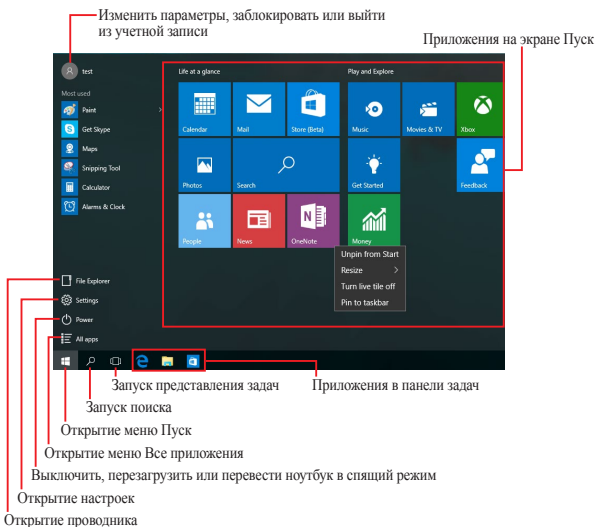 Изменить параметры, заблокировать или выйти
из учетной записи
Приложения на экране Пуск
test
Life at a glance
Play and Explore
Most used
Paint
Get Skype
Maps
Snipping Tool
Calculator
Alarms & Clock
Calendar
Mail
Store (Beta)
Music
Movies & TV
Xbox
Photos
Search
Get Started
Feedback
People
News
OneNote
Money
Unpin from Start
Resize
Turn live tile off
Pin to taskbar
File Explorer
Settings
Power
All apps
Запуск представления задач
Приложения в панели задач
Запуск поиска
Открытие меню Пуск
Открытие меню Все приложения
Выключить, перезагрузить или перевести ноутбук в спящий режим
Открытие настроек
Открытие проводника